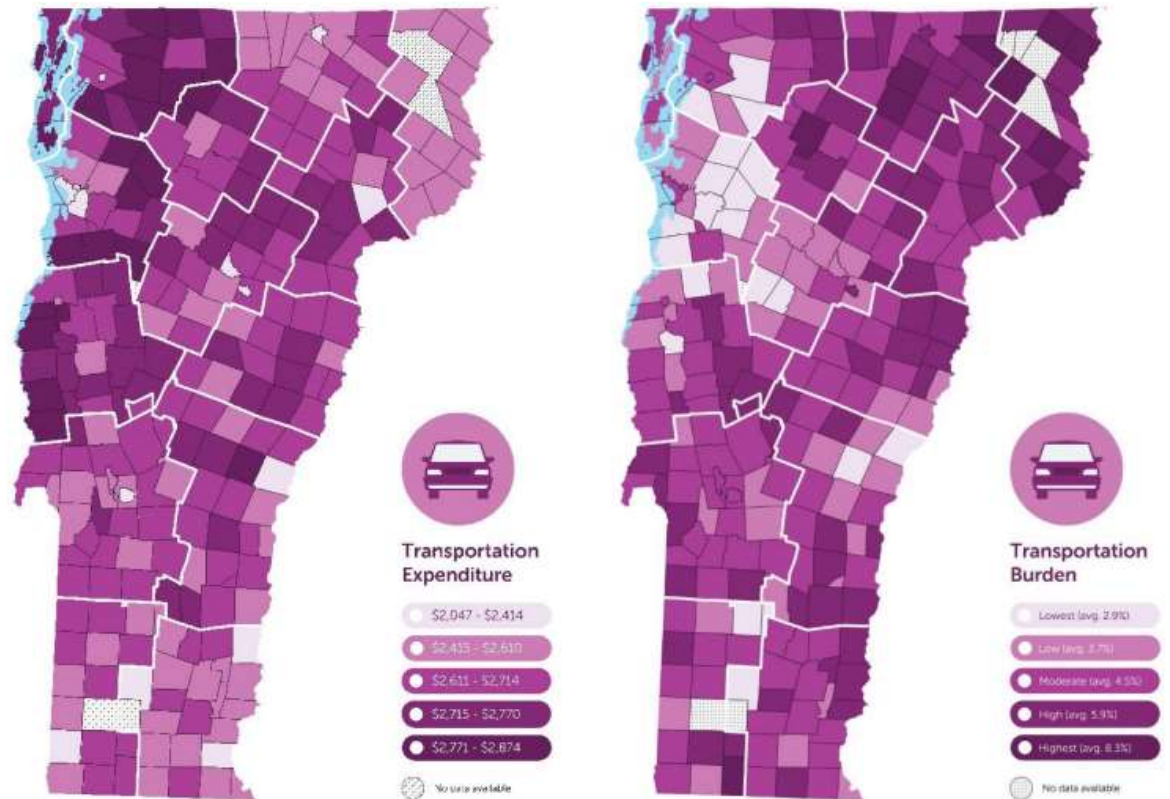 Transportation
Expenditure
$2,047 - $2,414
$2,415 - $2,610
$2,611 - $2,714
$2,715 - $2,770
$2,771 - $2,874
No data available
Transportation
Burden
Lowest (avg. 2.9%)
Low (avg. 3.7%)
Moderate (avg. 4.5%)
High (avg. 5.9%)
Highest (avg. 8.3%)
No data available